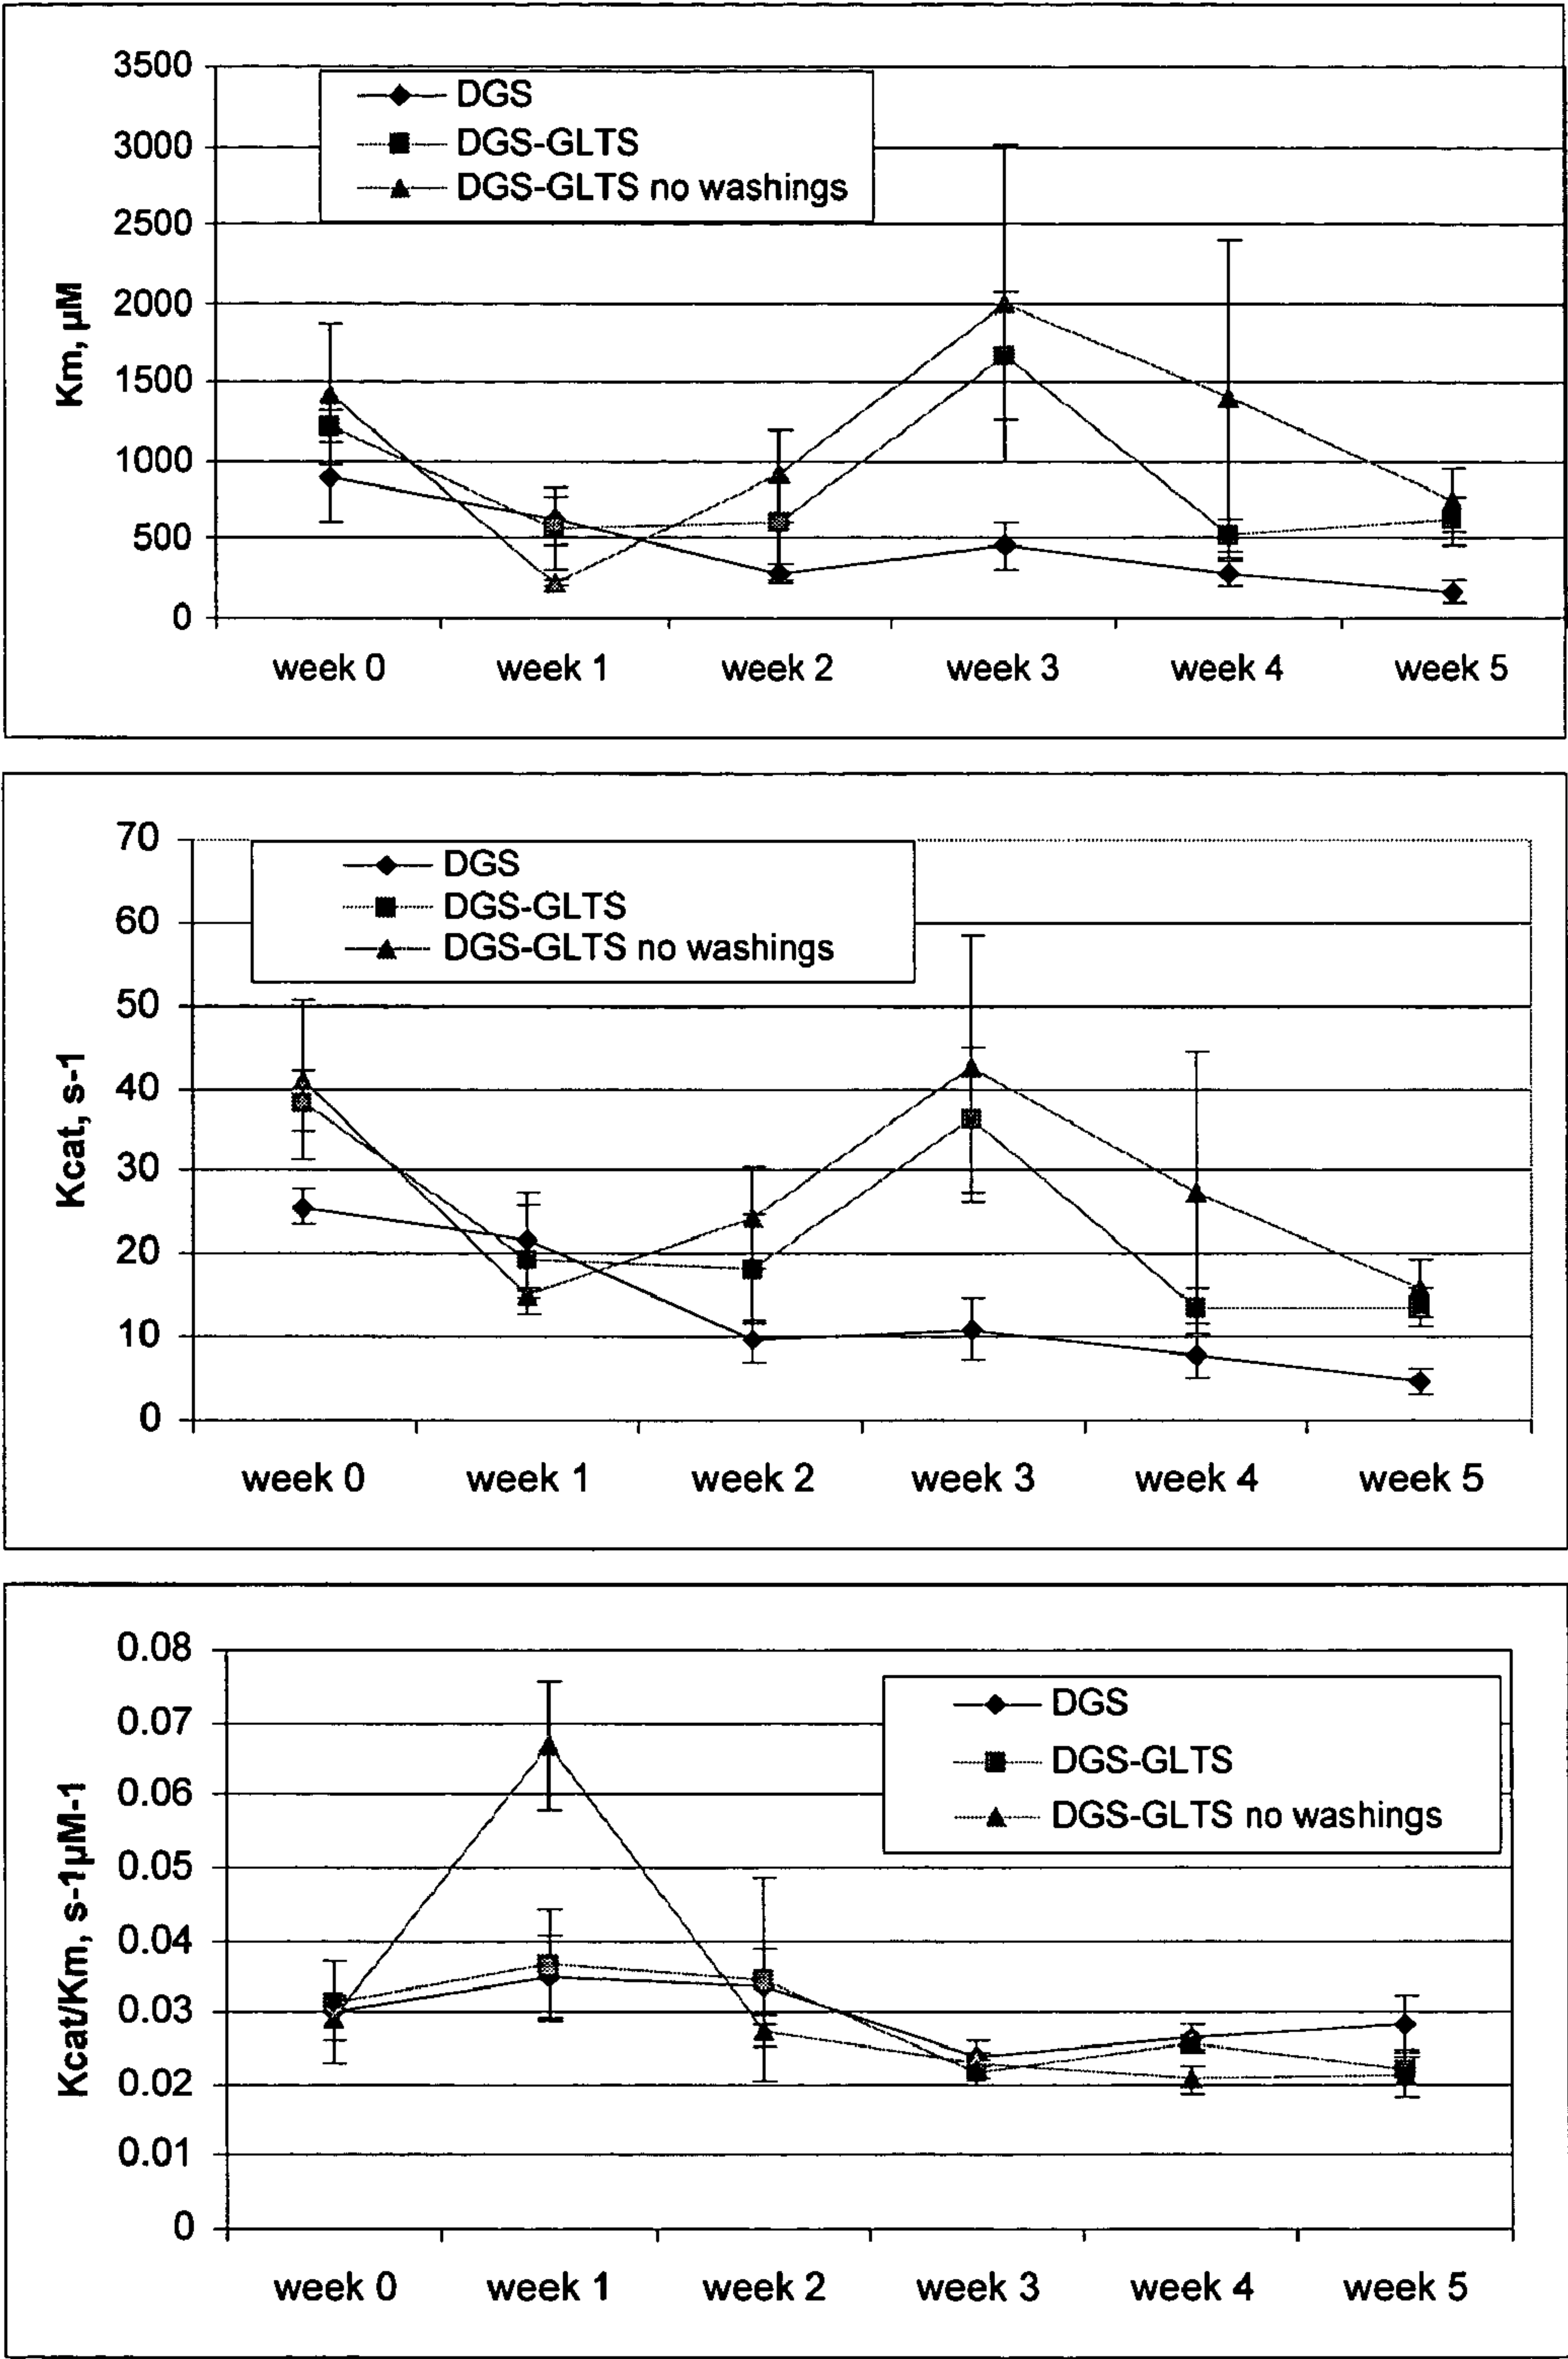 3500
3000
2500
2000
1500
1000
500
0
Km, µM
DGS
DGS-GLTS
DGS-GLTS no washings
week 0 week 1 week 2 week 3 week 4 week 5
70
60
50
40
30
20
10
0
Kcat, s-1
DGS
DGS-GLTS
DGS-GLTS no washings
week 0 week 1 week 2 week 3 week 4 week 5
0.08
0.07
0.06
0.05
0.04
0.03
0.02
0.01
0
Kcat/Km, s-1µM-1
DGS
DGS-GLTS
DGS-GLTS no washings
week 0 week 1 week 2 week 3 week 4 week 5